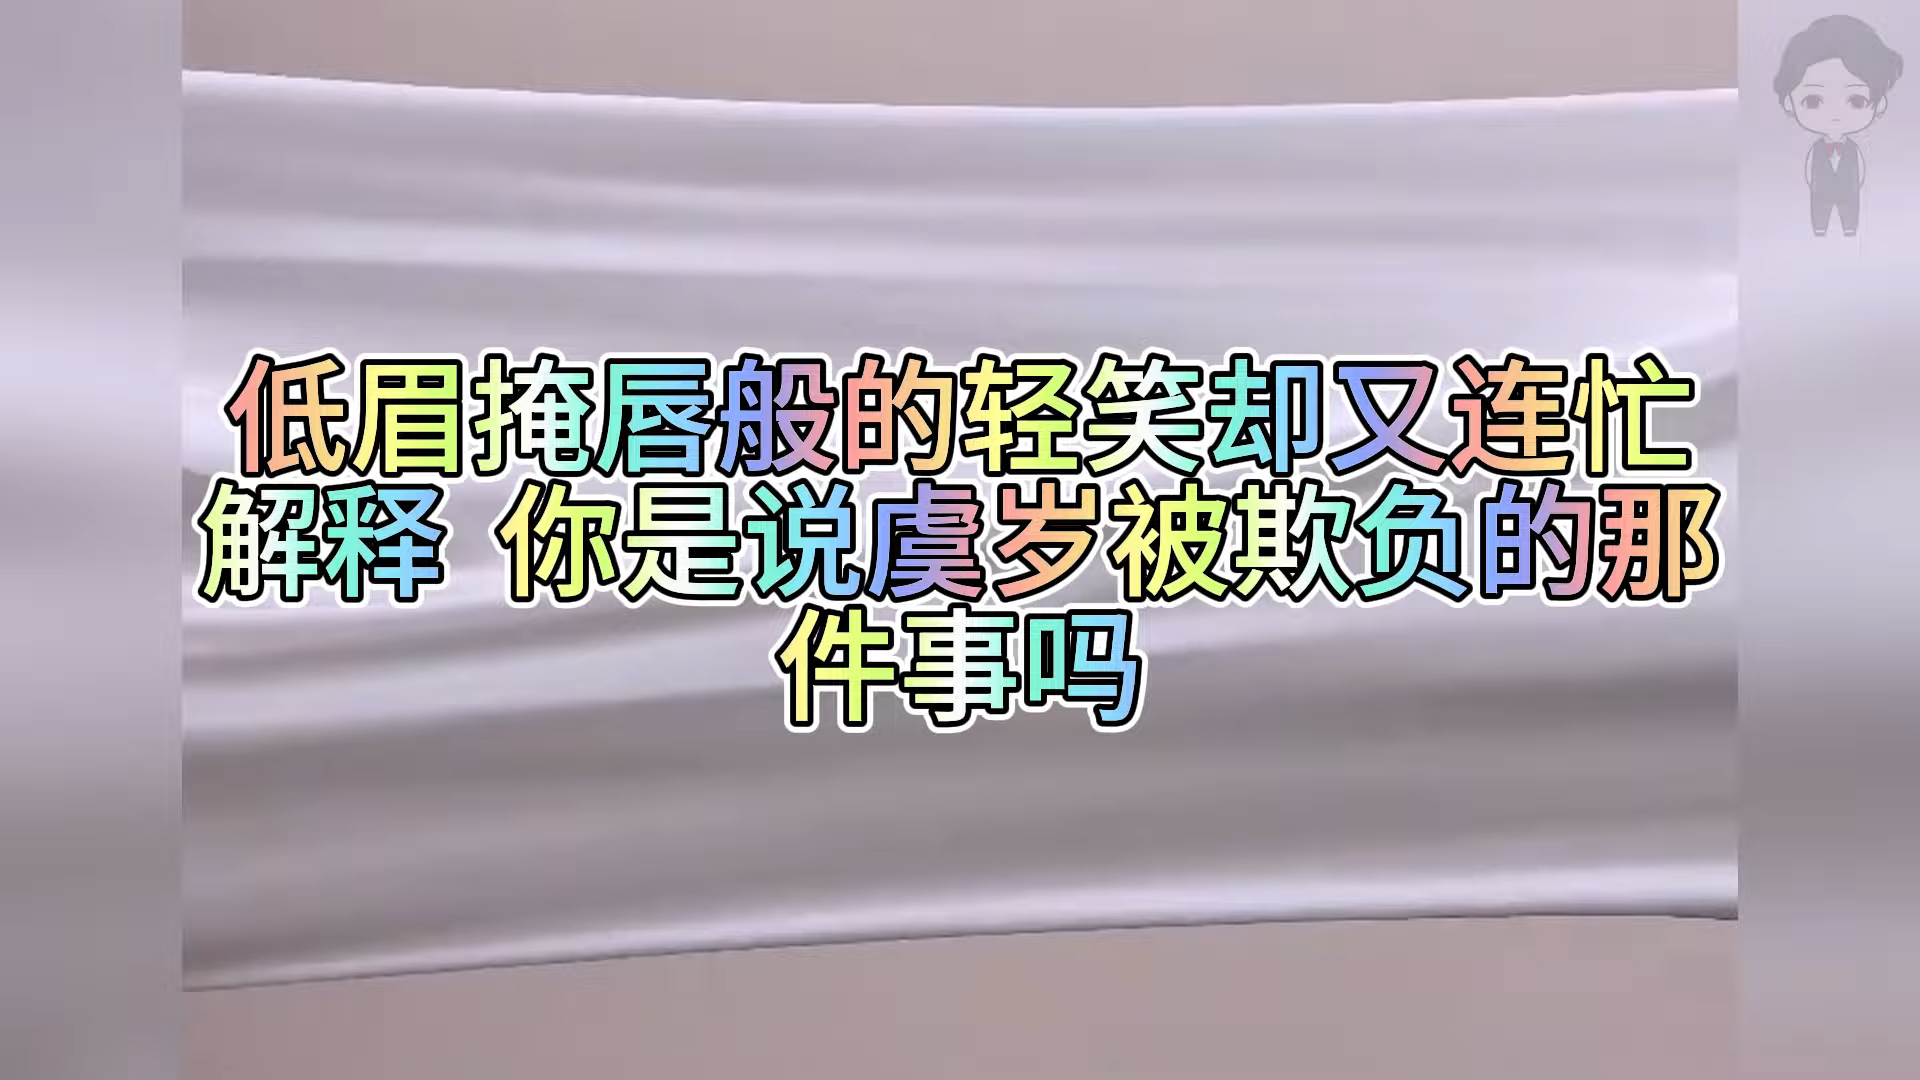 低眉掩唇般的轻笑却又连忙
解释 你是说虞岁被欺负的那
件事吗